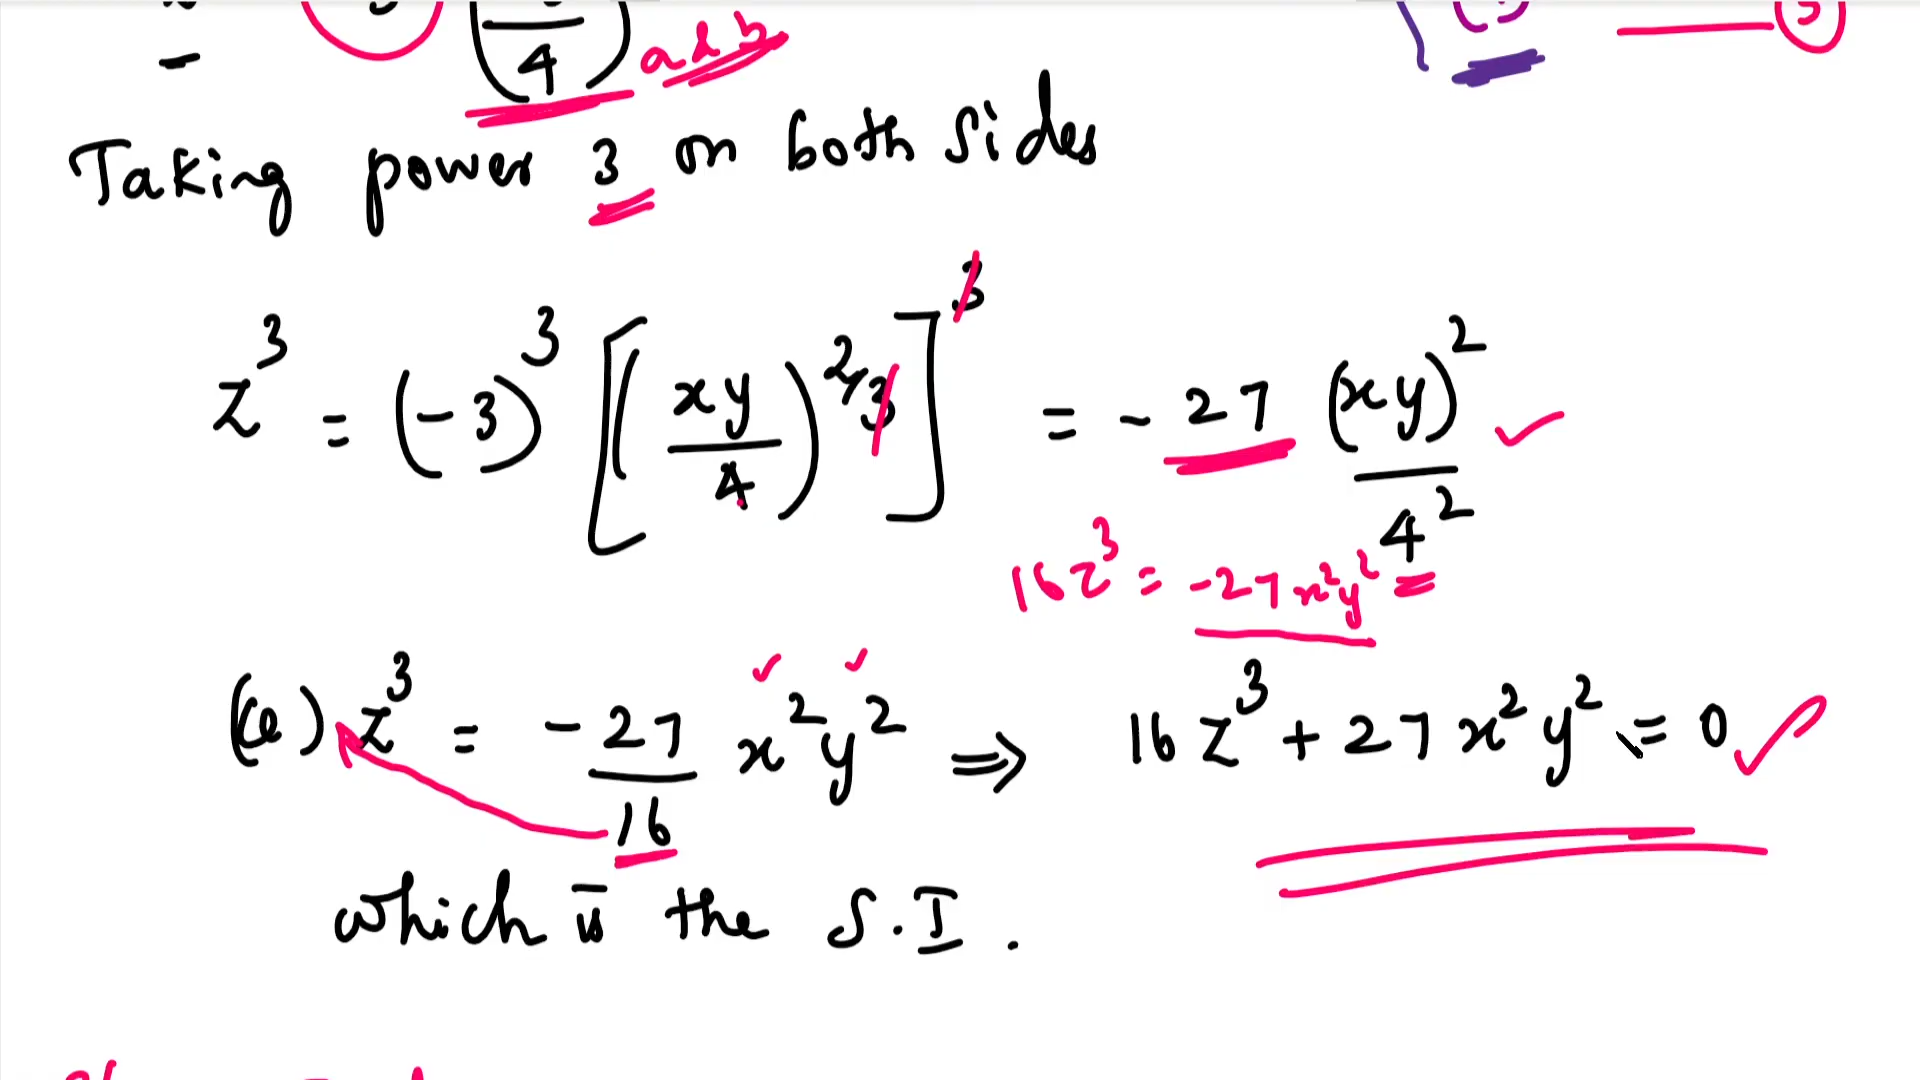 4 a & b
Taking power 3 on both sides
z³ = (-3)³ [(xy/4)^2/3]³ = - 27 (xy)²/4²
16z³ = -27x²y²
(ie) z³ = -27/16 x²y² ⇒ 16z³ + 27x²y² = 0
which is the S.I.